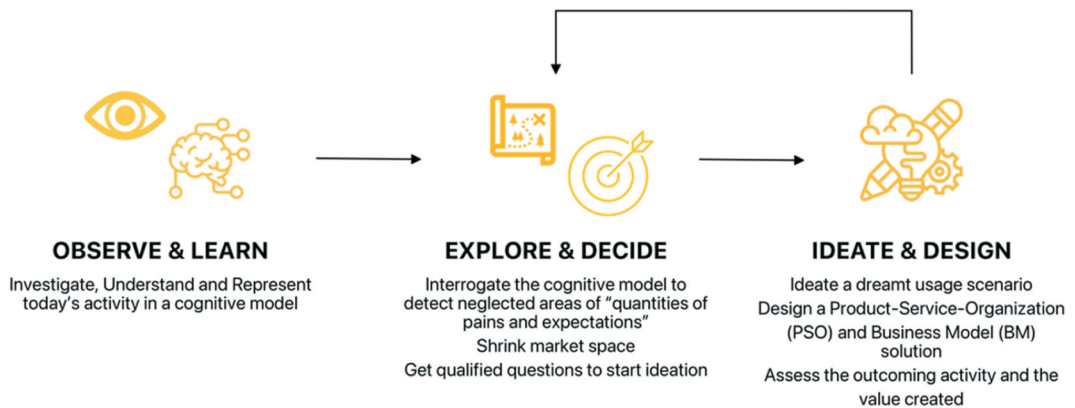 OBSERVE & LEARN
Investigate, Understand and Represent
today's activity in a cognitive model
EXPLORE & DECIDE
Interrogate the cognitive model to
detect neglected areas of “quantities of
pains and expectations”
Shrink market space
Get qualified questions to start ideation
IDEATE & DESIGN
Ideate a dreamt usage scenario
Design a Product-Service-Organization
(PSO) and Business Model (BM)
solution
Assess the outcoming activity and the
value created